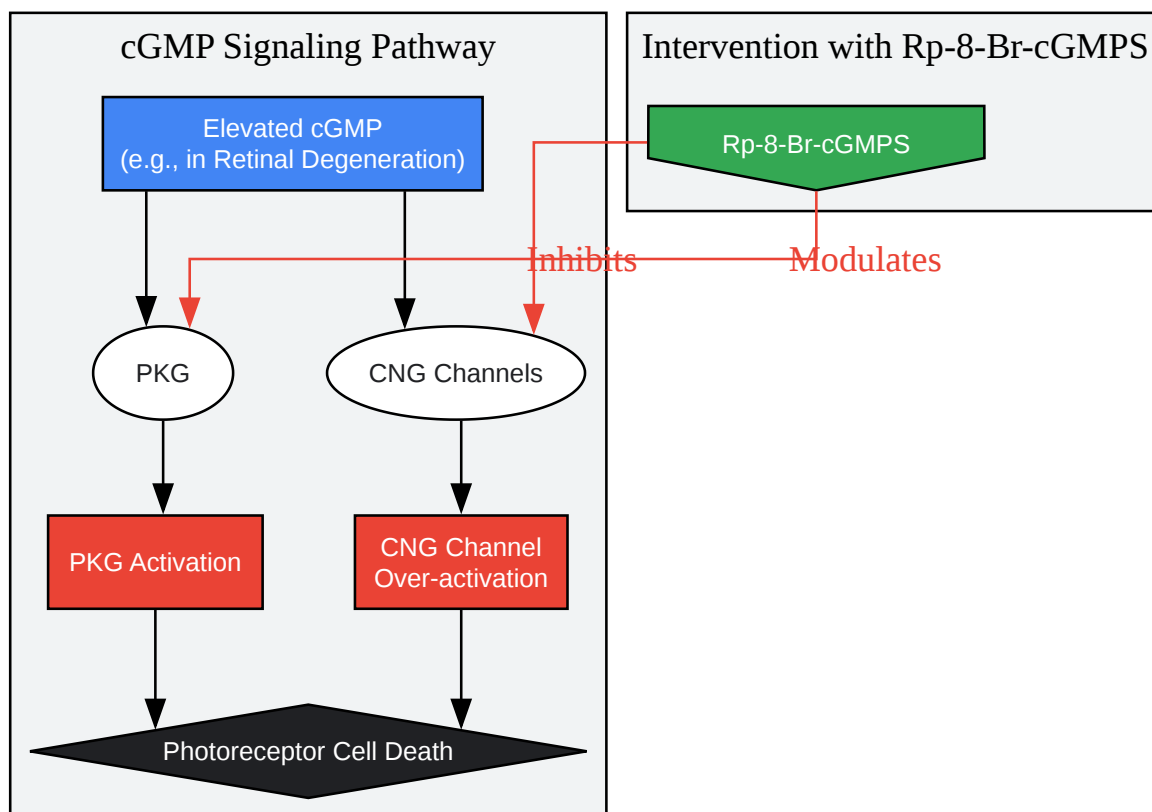 cGMP Signaling Pathway
Intervention with Rp-8-Br-cGMPS
Elevated cGMP
(e.g., in Retinal Degeneration)
Rp-8-Br-cGMPS
Inhibits
Modulates
PKG
CNG Channels
PKG Activation
CNG Channel
Over-activation
Photoreceptor Cell Death